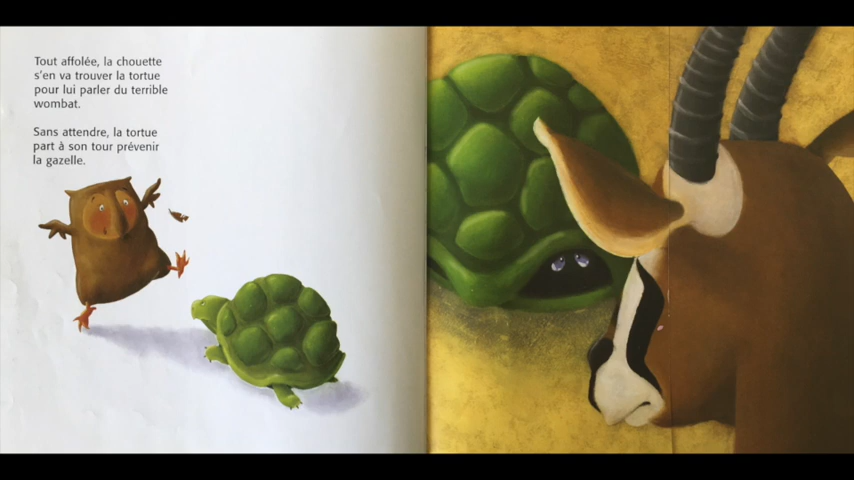 Tout affolée, la chouette
s'en va trouver la tortue
pour lui parler du terrible
wombat.
Sans attendre, la tortue
part à son tour prévenir
la gazelle.